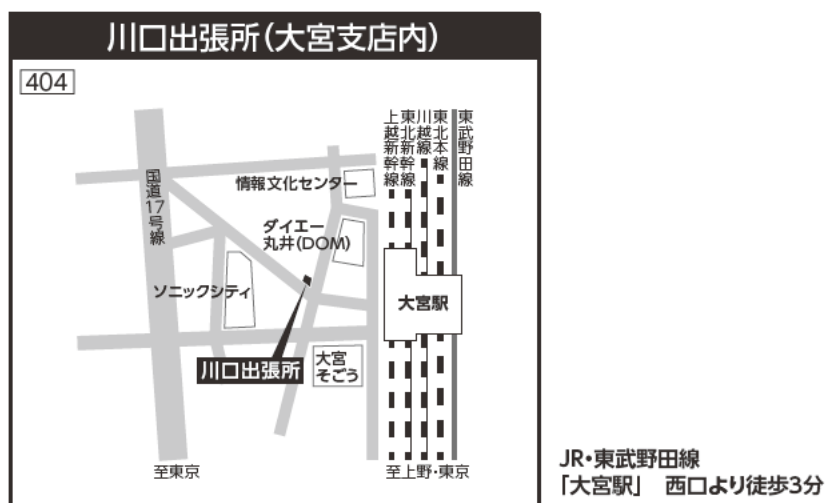 川口出張所（大宮支店内）
404
上越新幹線
東北新幹線
川越線
東北本線
東武野田線
国道17号線
情報文化センター
ダイエー
丸井(DOM)
ソニックシティ
大宮駅
川口出張所
大宮
そごう
至東京
至上野・東京
JR・東武野田線
「大宮駅」 西口より徒歩3分